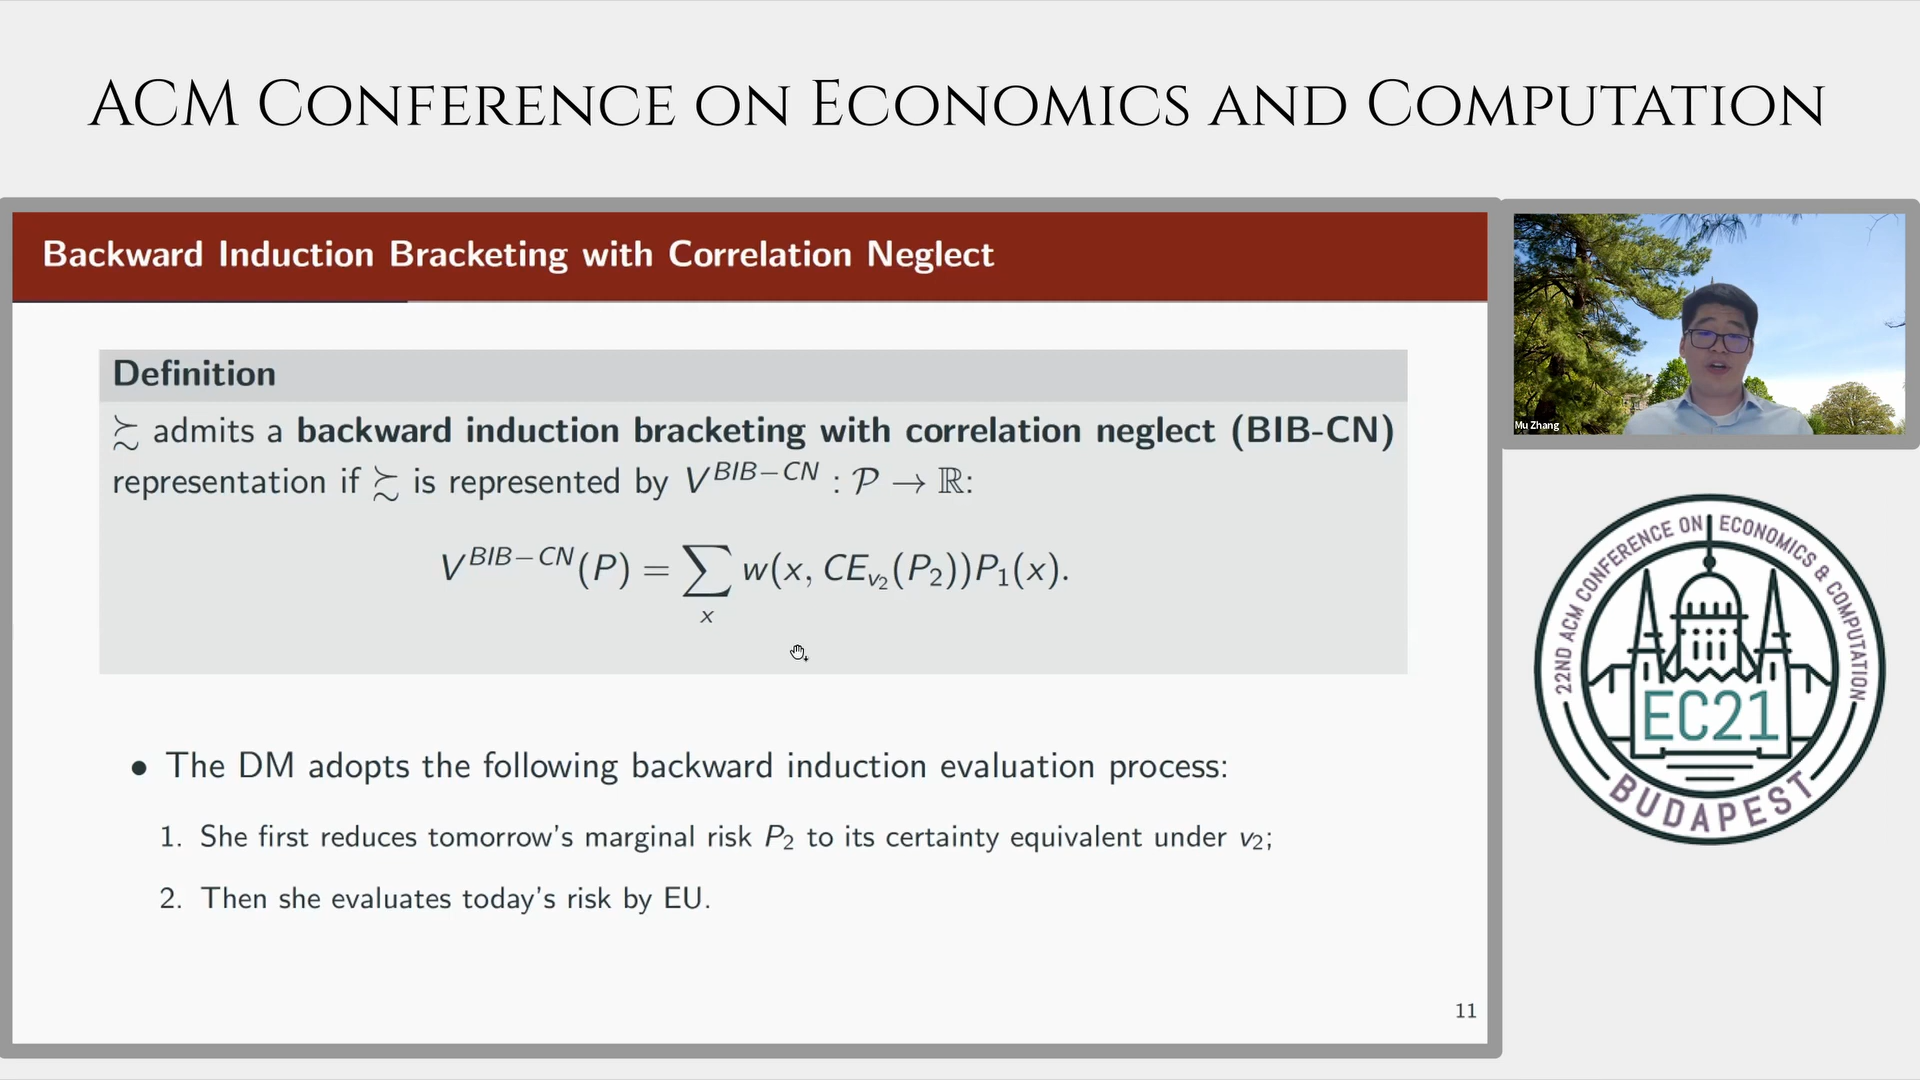 ACM CONFERENCE ON ECONOMICS AND COMPUTATION
Backward Induction Bracketing with Correlation Neglect
Definition
≿ admits a backward induction bracketing with correlation neglect (BIB-CN)
representation if ≿ is represented by V^{BIB−CN} : 𝒫 → ℝ:
V^{BIB−CN}(P) = ∑_x w(x, CE_{v_2}(P_2))P_1(x).
• The DM adopts the following backward induction evaluation process:
1. She first reduces tomorrow's marginal risk P_2 to its certainty equivalent under v_2;
2. Then she evaluates today's risk by EU.
11
Mu Zhang
22ND ACM CONFERENCE ON ECONOMICS & COMPUTATION
EC21
BUDAPEST